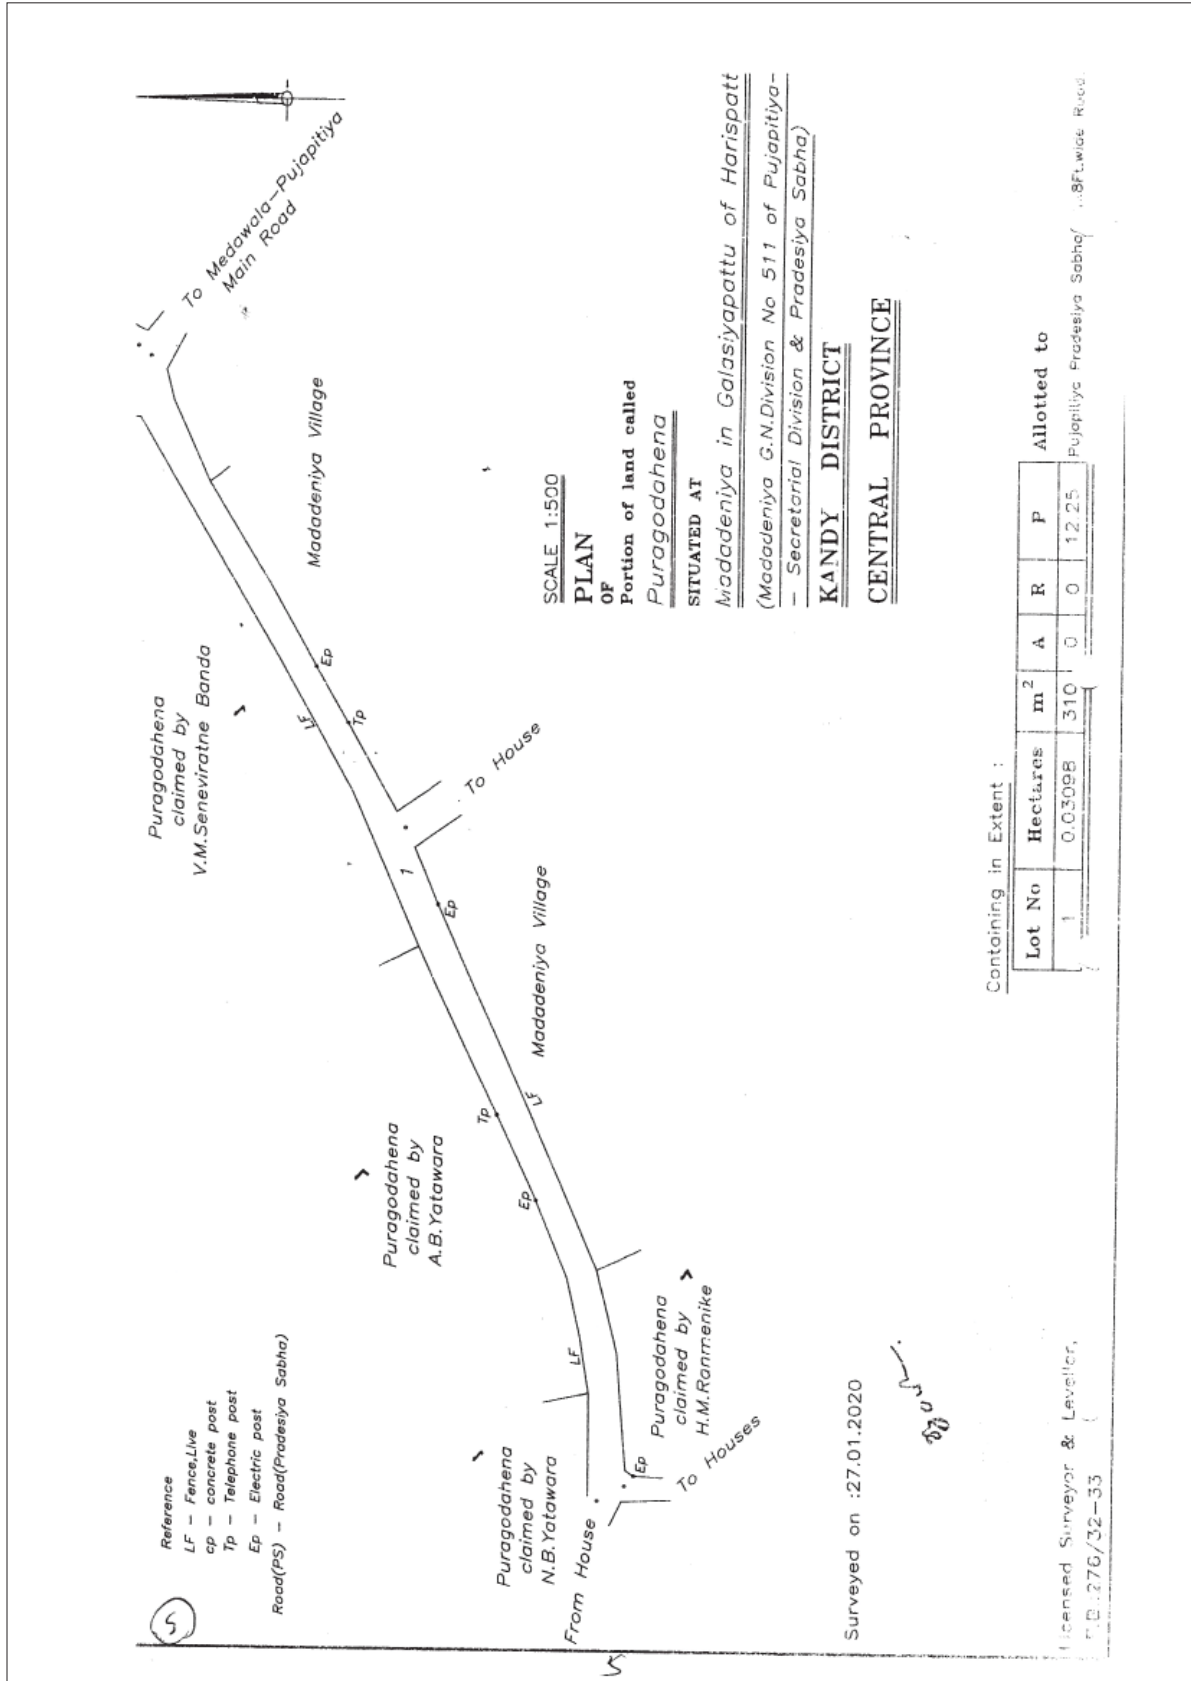 5
Reference
LF – Fence,Live
cp – concrete post
Tp – Telephone post
Ep – Electric post
Road(PS) – Road(Pradesiya Sabha)
Puragodahena
claimed by
V.M.Seneviratne Banda
To Medawala–Pujapitiya
Main Road
Madadeniya Village
LF
Ep
Tp
To House
1
Ep
Puragodahena
claimed by
A.B.Yatawara
Tp
Ep
LF
Madadeniya Village
LF
Puragodahena
claimed by
N.B.Yatawara
From House
Puragodahena
claimed by
H.M.Ranmenike
Ep
To Houses
5
SCALE 1:500
PLAN
OF
Portion of land called
Puragodahena
SITUATED AT
Madadeniya in Galasiyapattu of Harispatt
(Madadeniya G.N.Division No 511 of Pujapitiya–
– Secretarial Division & Pradesiya Sabha)
KANDY DISTRICT
CENTRAL PROVINCE
Surveyed on :27.01.2020
Containing in Extent :
Lot No Hectares m² A R P Allotted to
1 0.03098 310 0 0 12.25 Pujapitiya Pradesiya Sabha 8Ft.wide Road
Licensed Surveyor & Leveller,
276/32–33